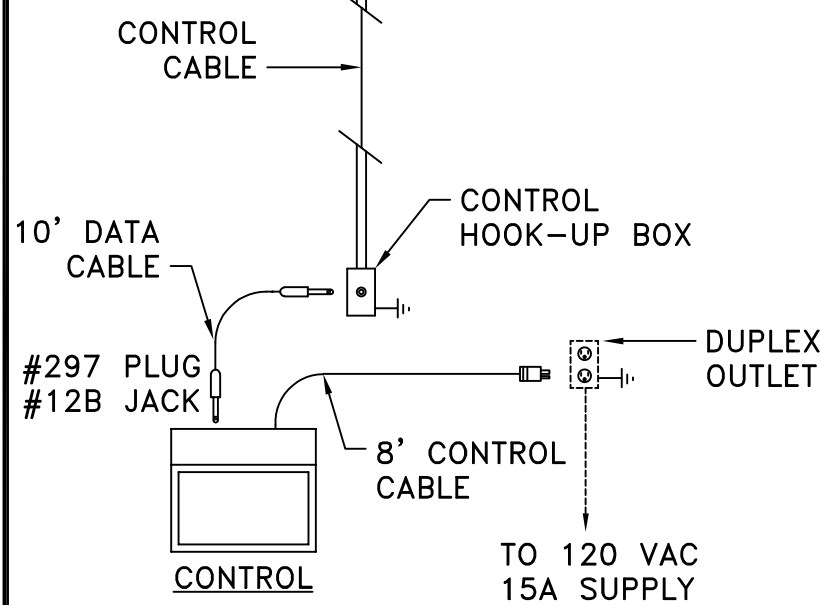 CONTROL
CABLE
CONTROL
HOOK-UP BOX
10' DATA
CABLE
#297 PLUG
#12B JACK
DUPLEX
OUTLET
8' CONTROL
CABLE
CONTROL
TO 120 VAC
15A SUPPLY